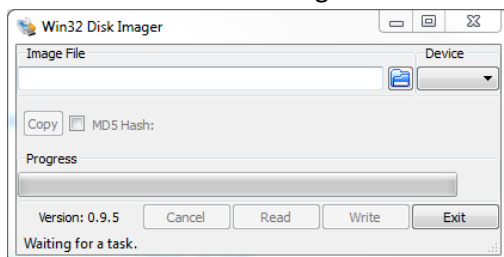 Win32 Disk Imager
Image File Device
Copy MD5 Hash:
Progress
Version: 0.9.5 Cancel Read Write Exit
Waiting for a task.